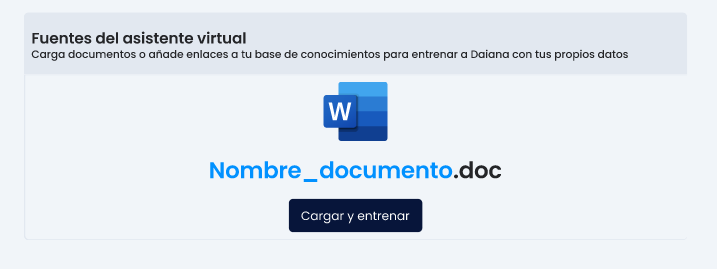 Fuentes del asistente virtual
Carga documentos o añade enlaces a tu base de conocimientos para entrenar a Daiana con tus propios datos
W
Nombre_documento.doc
Cargar y entrenar